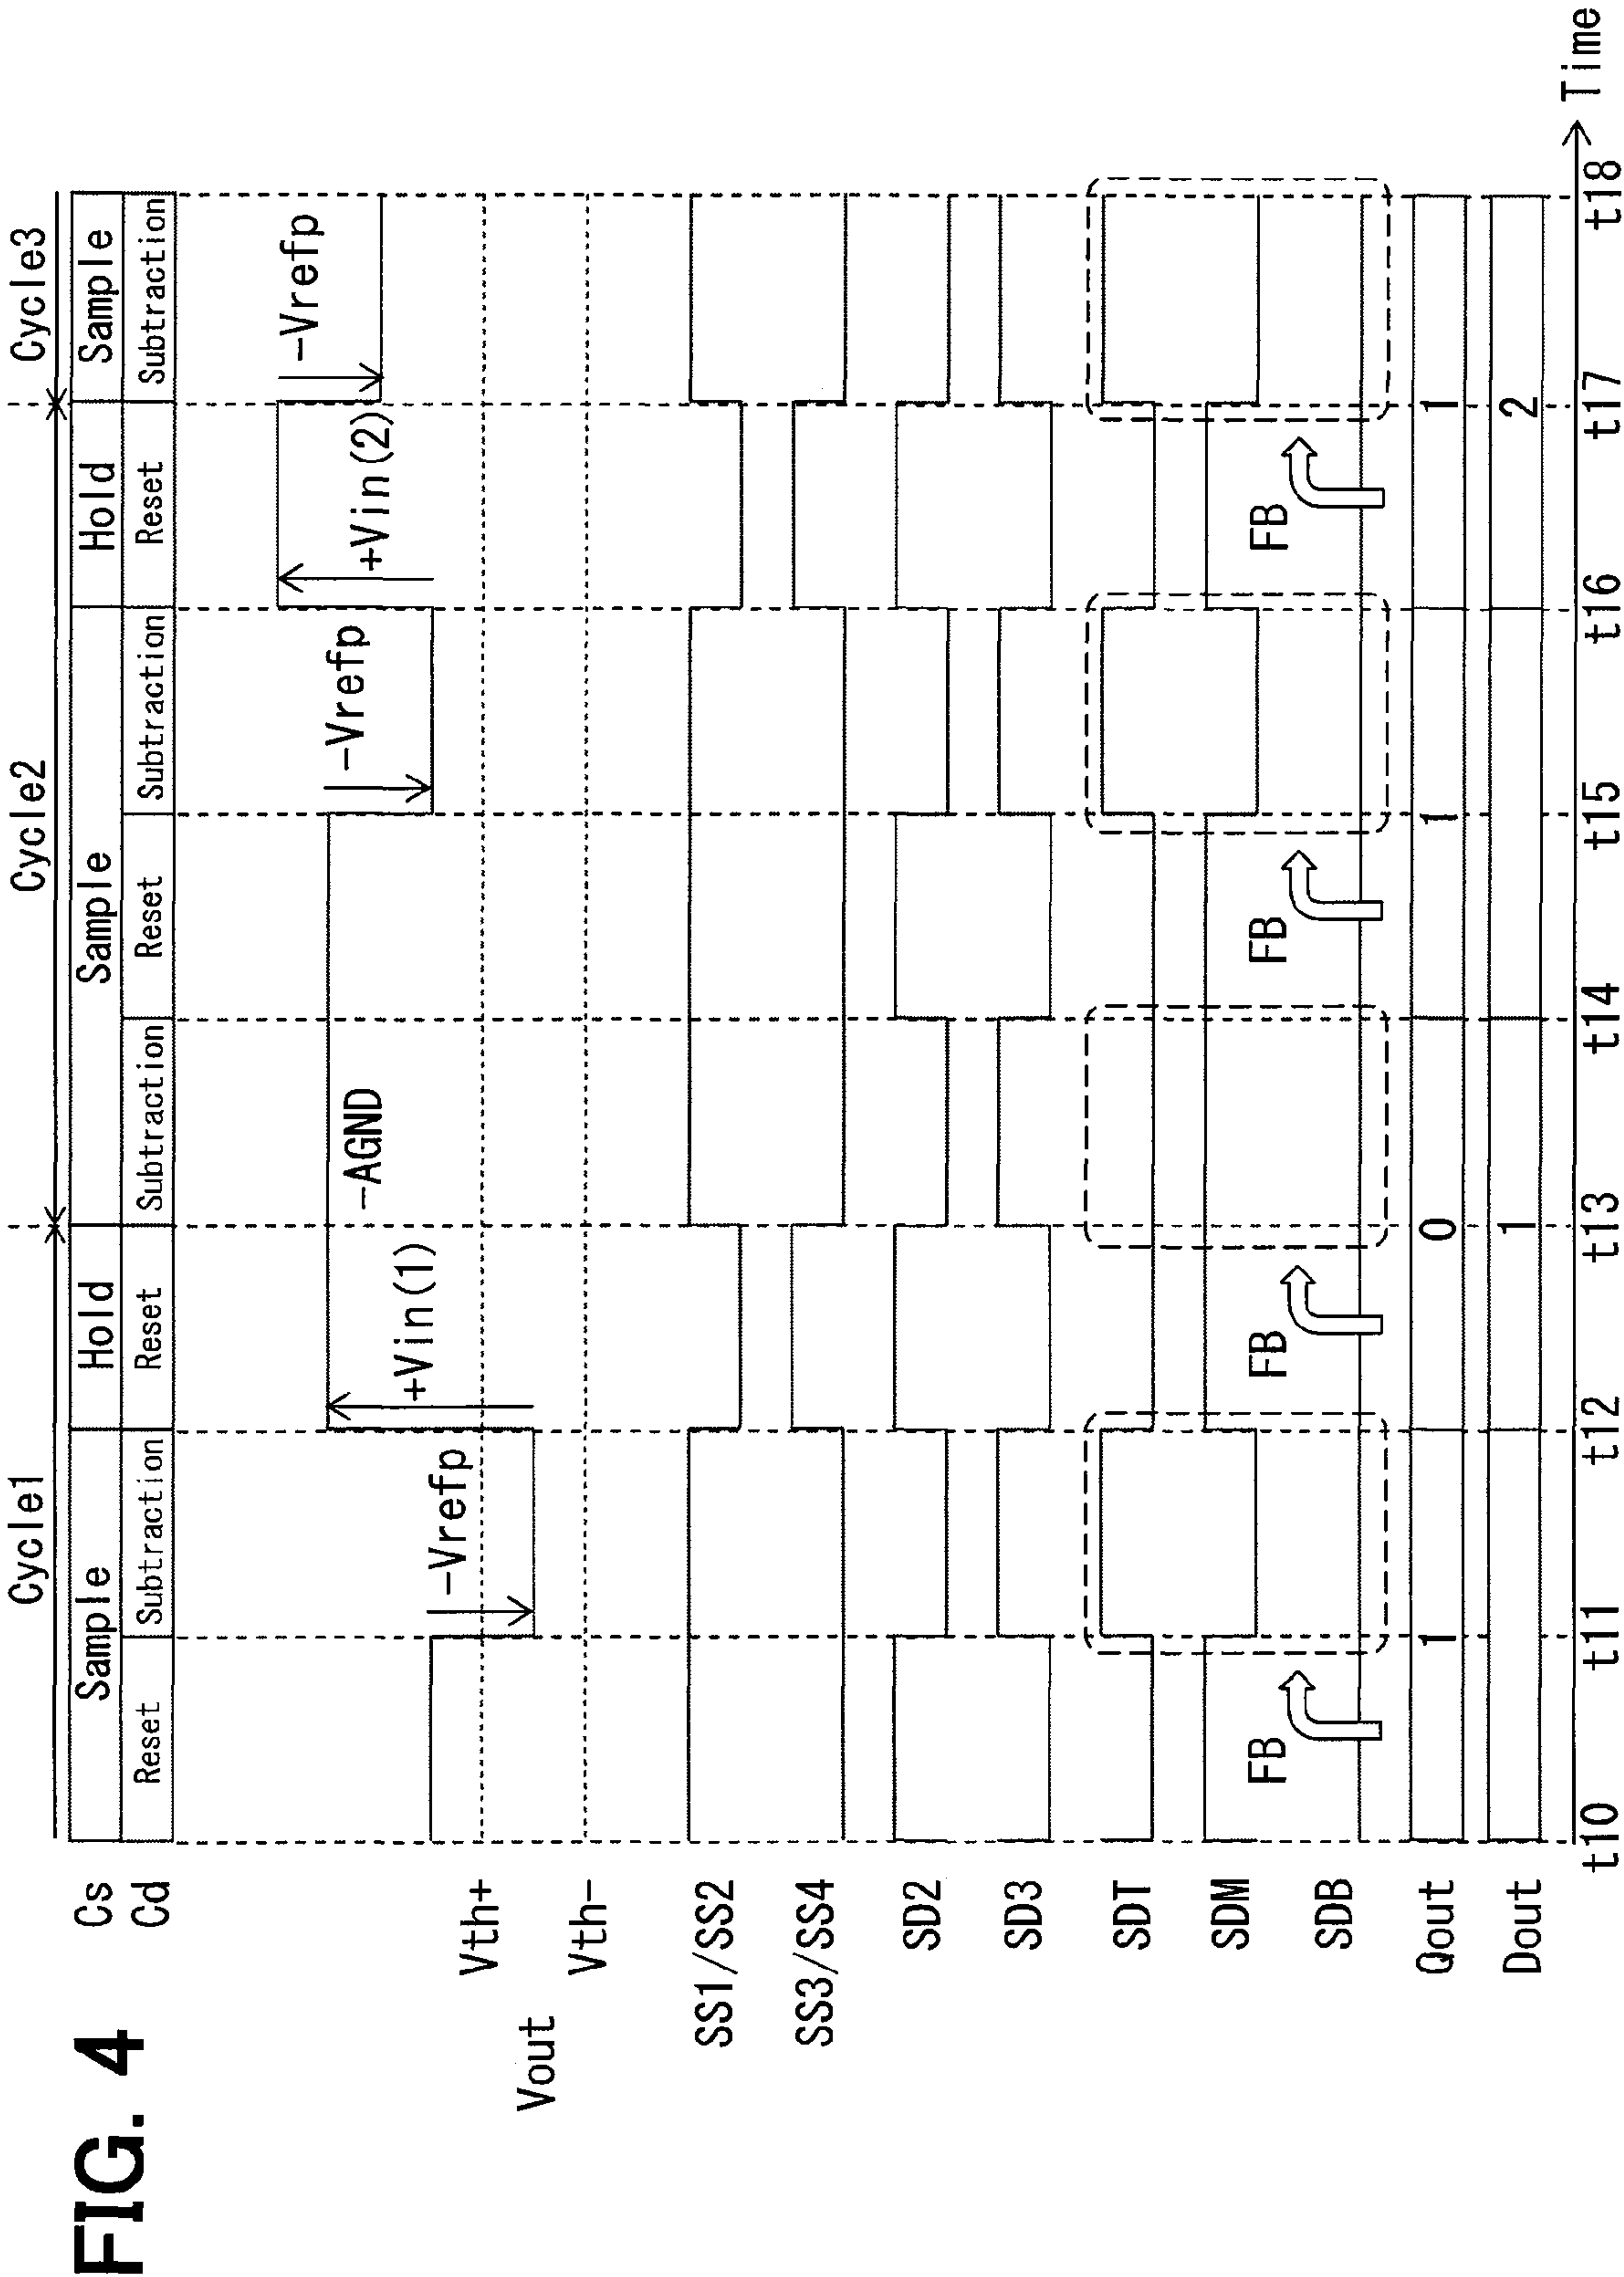 FIG. 4
Cycle1 Cycle2 Cycle3
Cs Sample Hold Sample Hold Sample
Cd Reset Subtraction Reset Subtraction Reset Subtraction Reset Subtraction
-Vrefp +Vin(1) -AGND -Vrefp +Vin(2) -Vrefp
Vth+
Vout
Vth-
SS1/SS2
SS3/SS4
SD2
SD3
SDT
SDM
FB FB FB FB
SDB
Qout 1 0 1 1
Dout 1 2
t10 t11 t12 t13 t14 t15 t16 t17 t18
Time